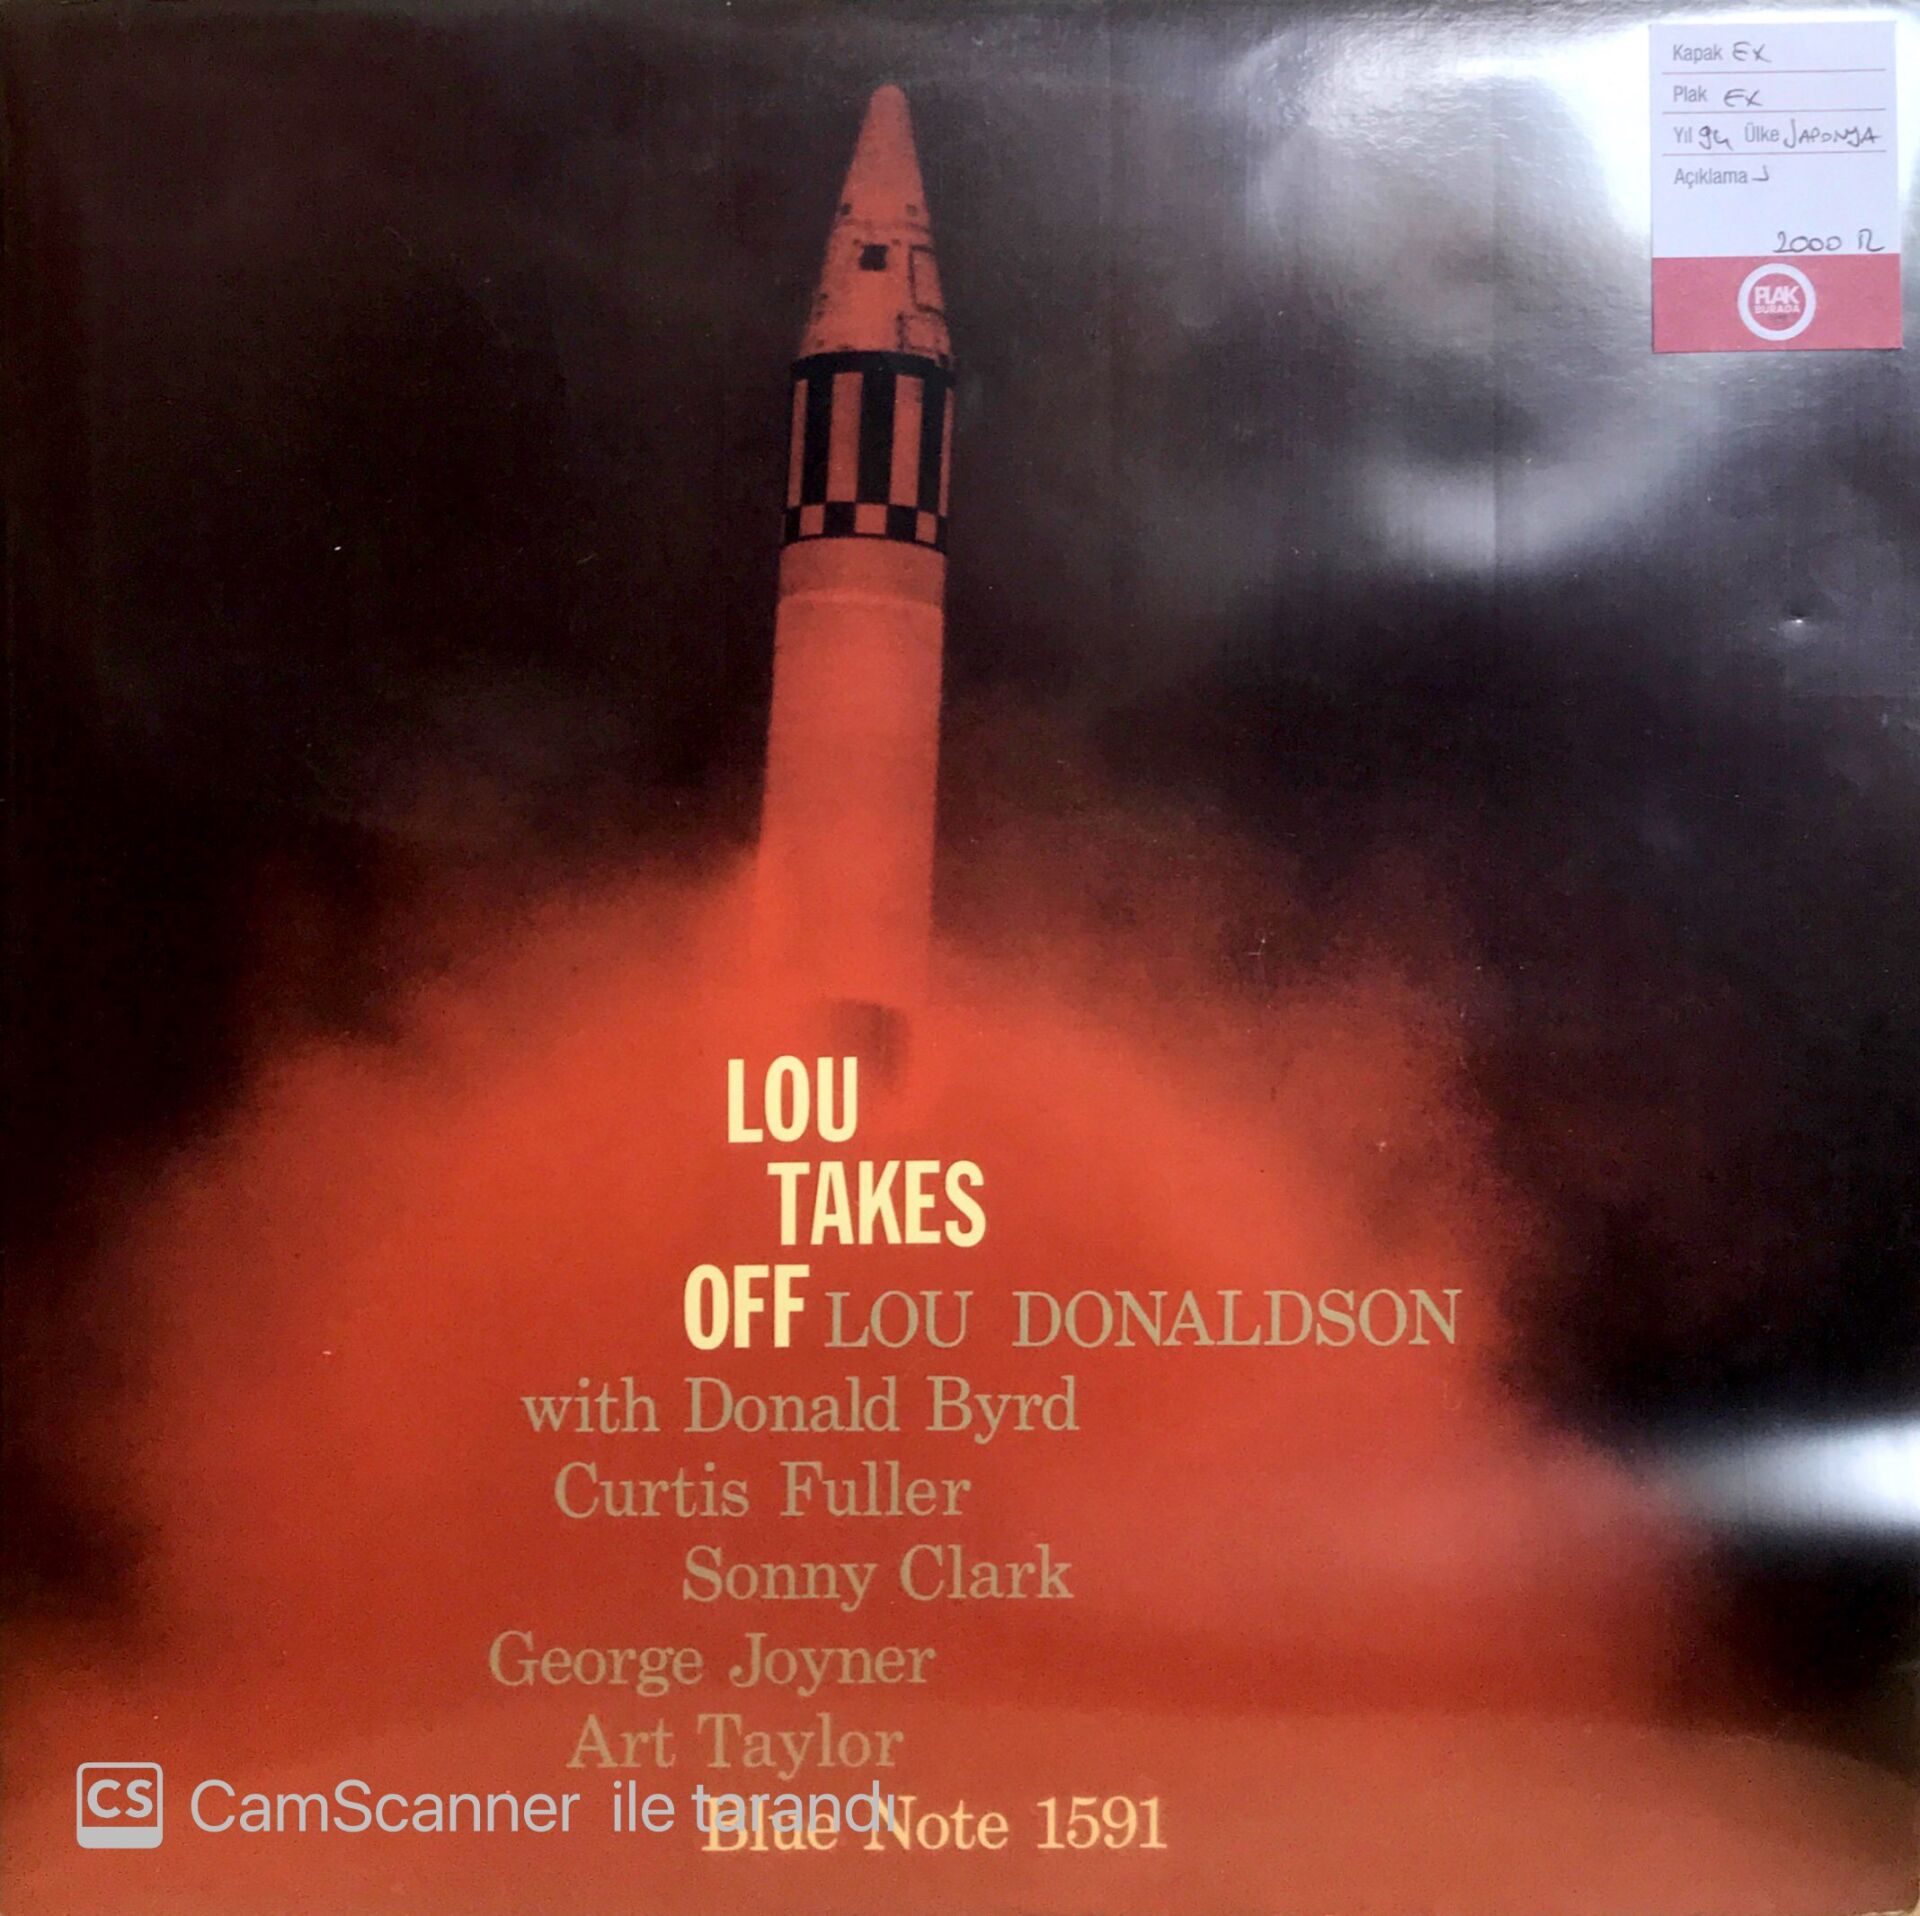 Kapak EX
Plak EX
Yıl 94 Ülke JAPONYA
Açıklama
2000 TL
PLAK
BURADA
LOU
TAKES
OFF LOU DONALDSON
with Donald Byrd
Curtis Fuller
Sonny Clark
George Joyner
Art Taylor
Blue Note 1591
CS CamScanner ile tarandı